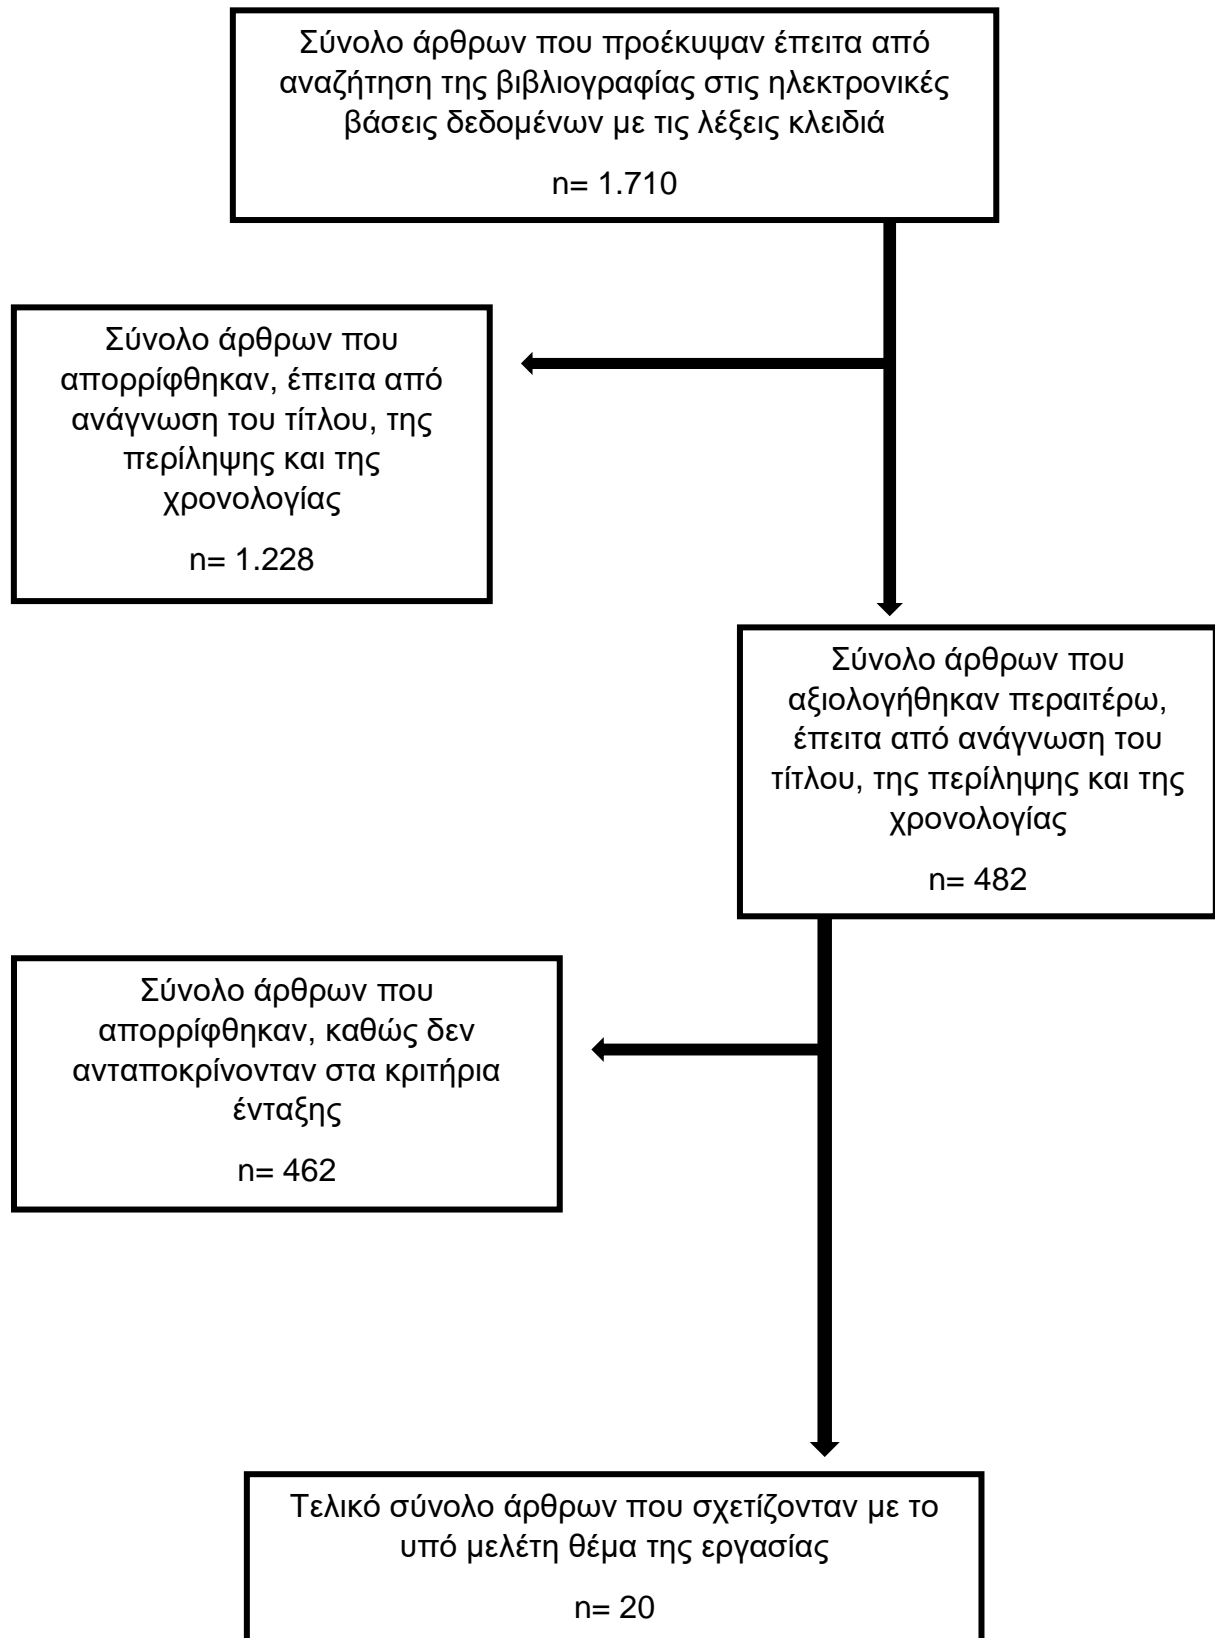 Σύνολο άρθρων που προέκυψαν έπειτα από
αναζήτηση της βιβλιογραφίας στις ηλεκτρονικές
βάσεις δεδομένων με τις λέξεις κλειδιά
n= 1.710
Σύνολο άρθρων που
απορρίφθηκαν, έπειτα από
ανάγνωση του τίτλου, της
περίληψης και της
χρονολογίας
n= 1.228
Σύνολο άρθρων που
αξιολογήθηκαν περαιτέρω,
έπειτα από ανάγνωση του
τίτλου, της περίληψης και της
χρονολογίας
n= 482
Σύνολο άρθρων που
απορρίφθηκαν, καθώς δεν
ανταποκρίνονταν στα κριτήρια
ένταξης
n= 462
Τελικό σύνολο άρθρων που σχετίζονταν με το
υπό μελέτη θέμα της εργασίας
n= 20